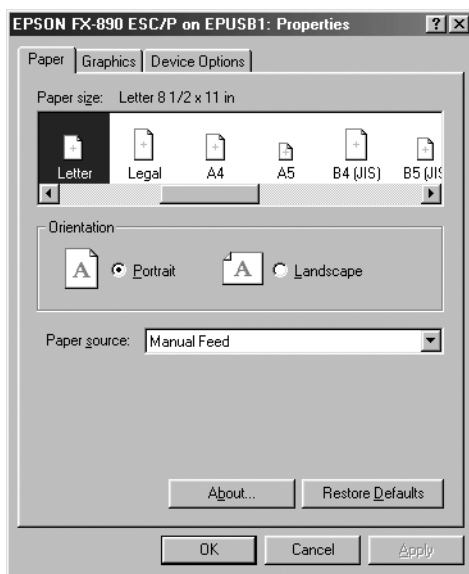 EPSON FX-890 ESC/P on EPUSB1: Properties ? X
Paper Graphics Device Options
Paper size: Letter 8 1/2 x 11 in
Letter Legal A4 A5 B4 (JIS) B5 (JIS
Orientation
A Portrait A Landscape
Paper source: Manual Feed
About... Restore Defaults
OK Cancel Apply